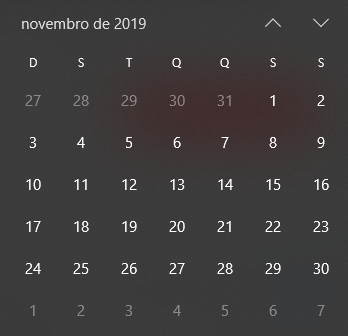 novembro de 2019
D S T Q Q S S
27 28 29 30 31 1 2
3 4 5 6 7 8 9
10 11 12 13 14 15 16
17 18 19 20 21 22 23
24 25 26 27 28 29 30
1 2 3 4 5 6 7